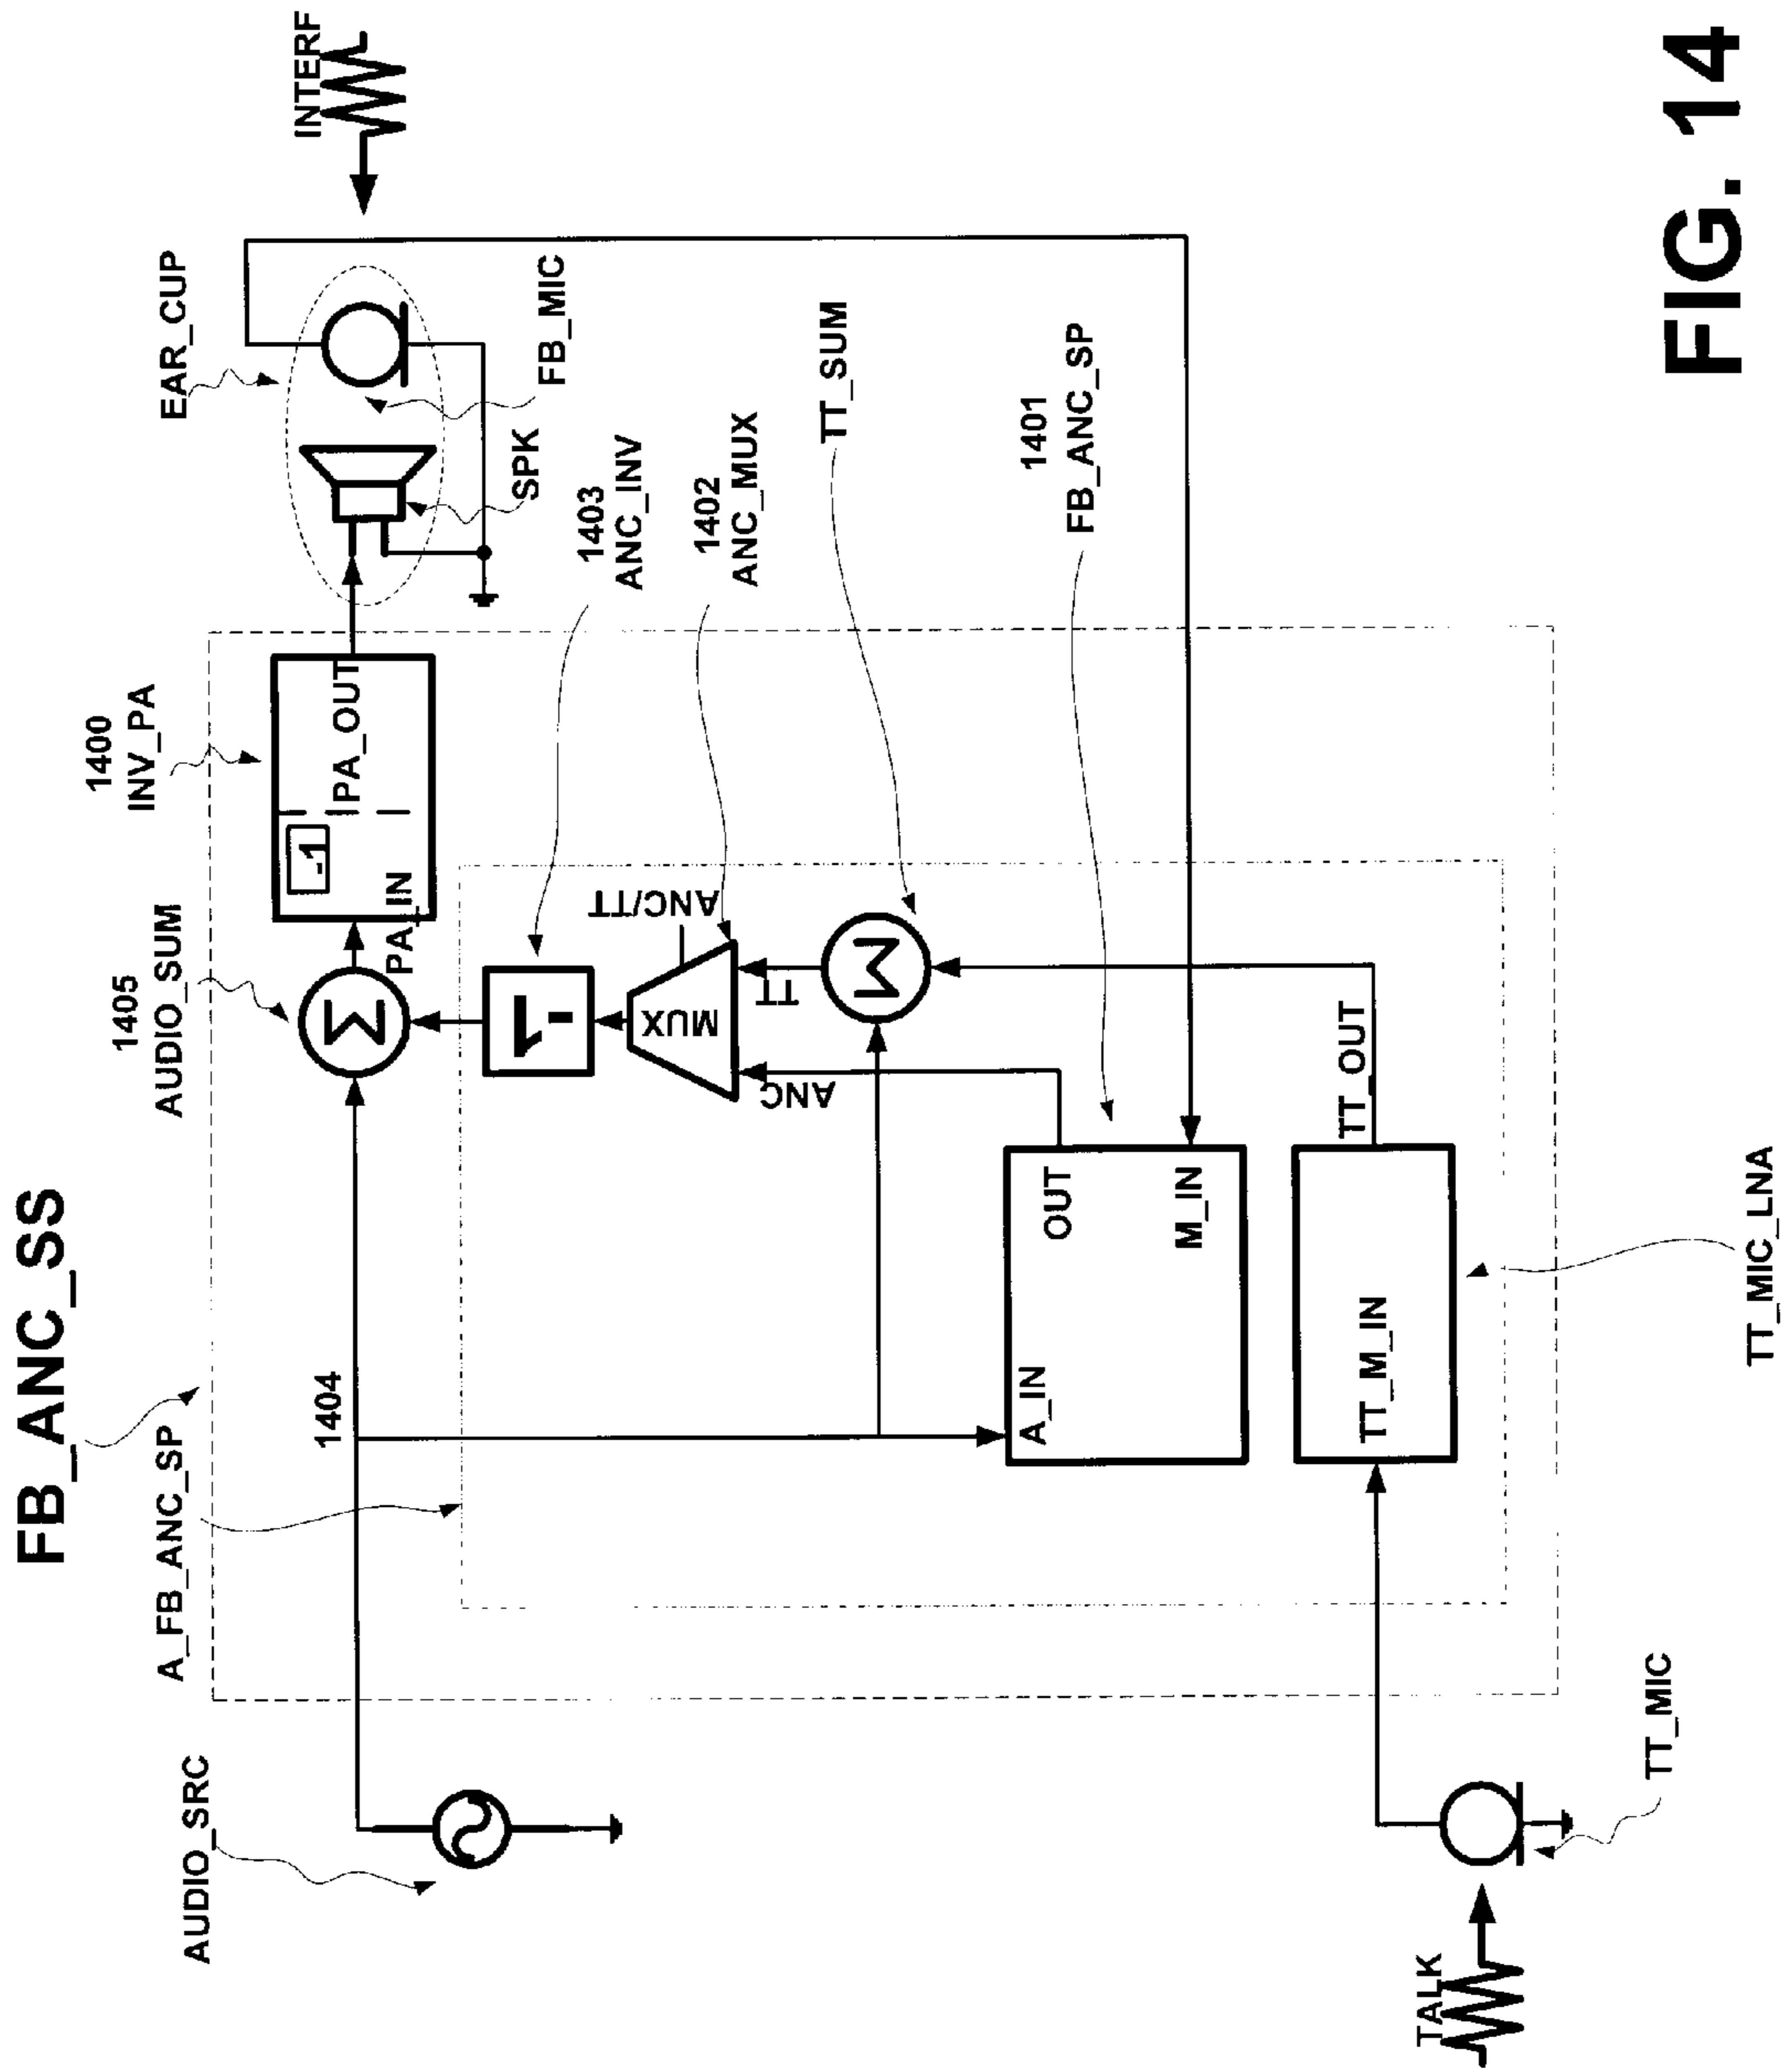 FB_ANC_SS
A_FB_ANC_SP
1404
1405
AUDIO_SUM
1400
INV_PA
EAR_CUP
INTERF
AUDIO_SRC
Σ
-1
PA_IN
PA_OUT
SPK
FB_MIC
-1
1403
ANC_INV
MUX
ANC/TT
1402
ANC_MUX
ANC
TT
Σ
TT_SUM
A_IN
OUT
M_IN
1401
FB_ANC_SP
TT_M_IN
TT_OUT
TALK
TT_MIC
TT_MIC_LNA
FIG. 14